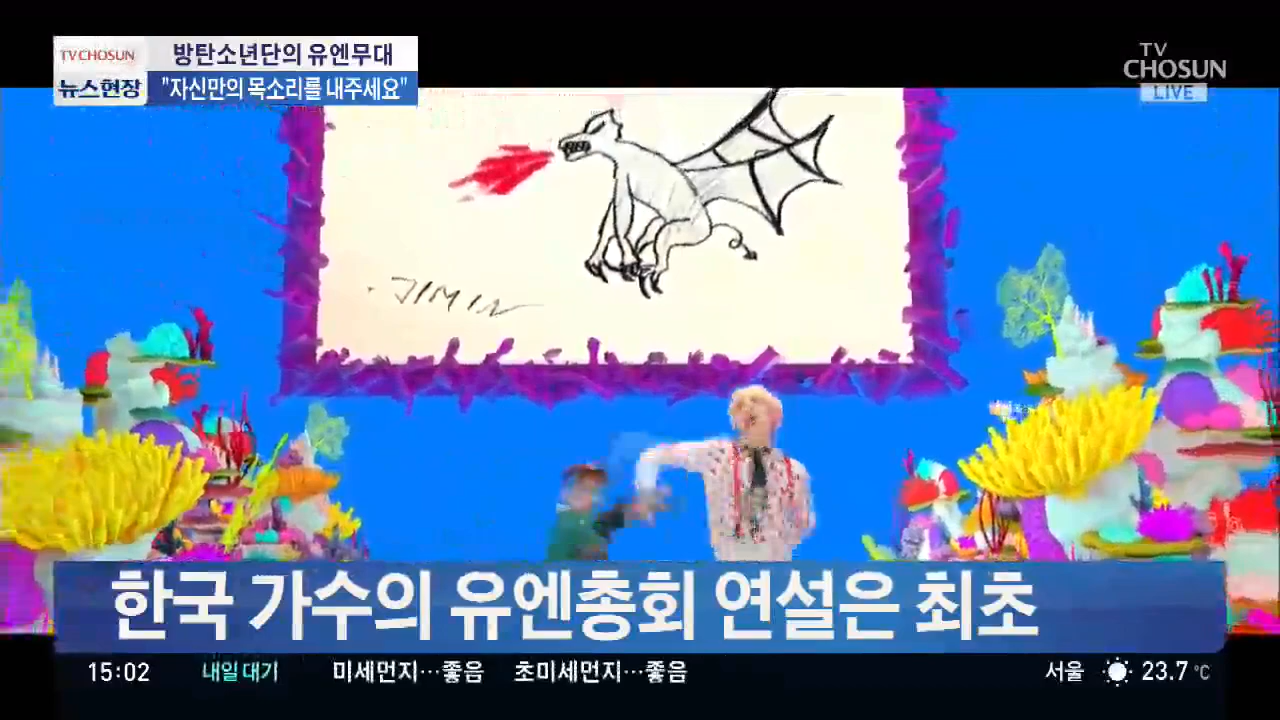 TV CHOSUN
뉴스현장
방탄소년단의 유엔무대
"자신만의 목소리를 내주세요"
TV
CHOSUN
LIVE
JIMIN
한국 가수의 유엔총회 연설은 최초
15:02 내일 대기 미세먼지…좋음 초미세먼지…좋음 서울 23.7℃